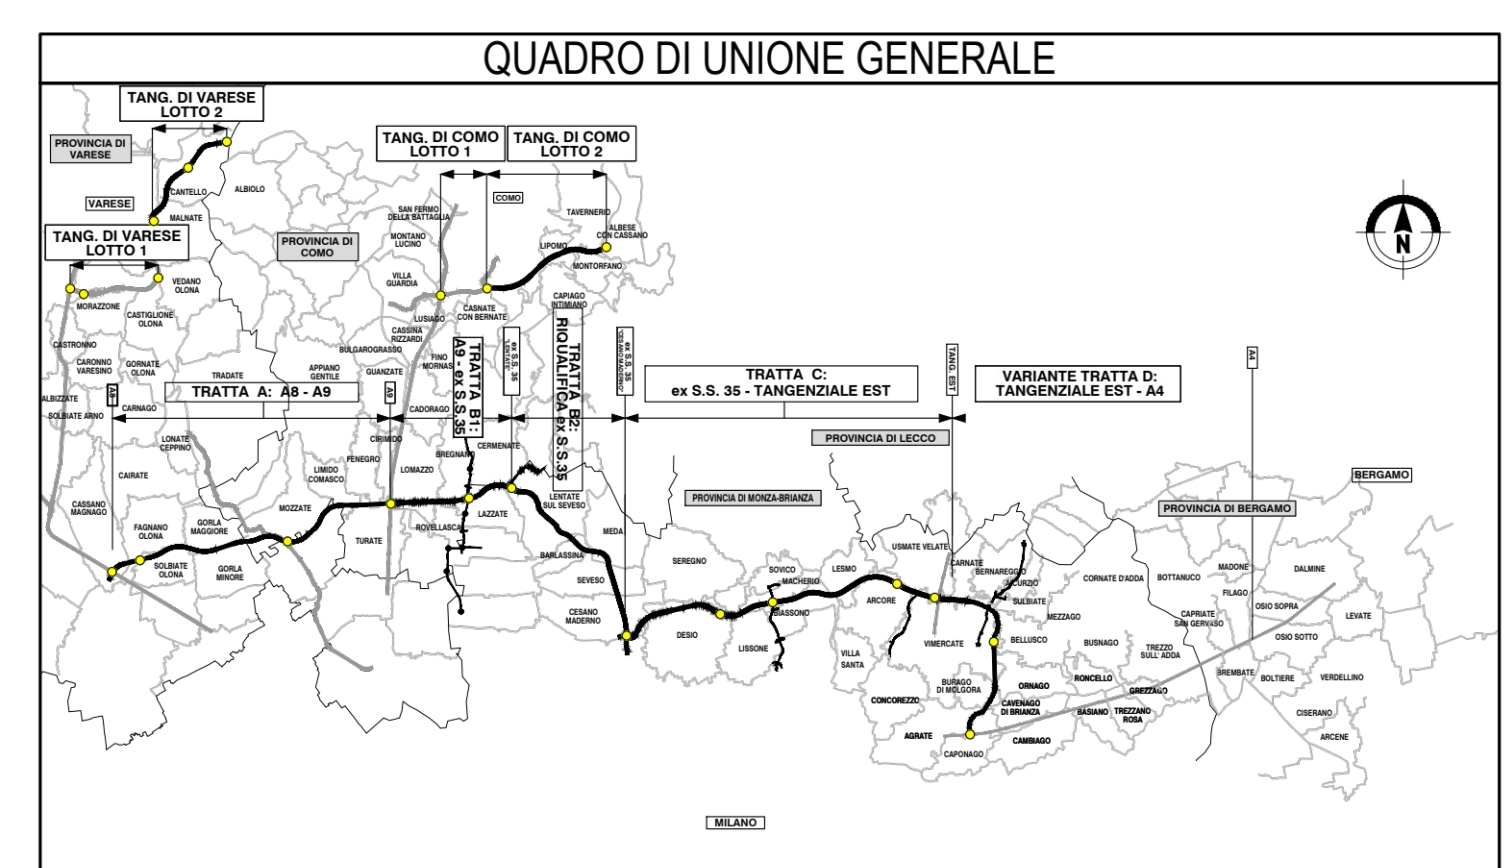 QUADRO DI UNIONE GENERALE
TANG. DI VARESE
LOTTO 2
PROVINCIA DI
VARESE
CANTELLO
ALBIOLO
VARESE
MALNATE
TANG. DI VARESE
LOTTO 1
PROVINCIA DI
COMO
TANG. DI COMO
LOTTO 1
TANG. DI COMO
LOTTO 2
COMO
SAN FERMO
DELLA BATTAGLIA
TAVERNERIO
ALBESE
CON CASSANO
MONTANO
LUCINO
LIPOMO
MONTORFANO
VILLA
GUARDIA
CAPIAGO
INTIMIANO
N
VEDANO
OLONA
MORAZZONE
CASTIGLIONE
OLONA
LUSIAGO
CASNATE
CON BERNATE
CASSINA
RIZZARDI
CASTRONNO
CARONNO
VARESINO
GORNATE
OLONA
BULGAROGRASSO
FINO
MORNAS
TRADATE
APPIANO
GENTILE
GUANZATE
A8
TRATTA A: A8 - A9
A9
TRATTA B1:
A9 - ex S.S.35
ex S.S. 35
"LENTATE"
TRATTA B2:
RIQUALIFICA ex S.S.35
ex S.S. 35
"CESANO MADERNO"
TRATTA C:
ex S.S. 35 - TANGENZIALE EST
TANG. EST
VARIANTE TRATTA D:
TANGENZIALE EST - A4
A4
ALBIZZATE
SOLBIATE ARNO
CARNAGO
CADORAGO
LONATE
CEPPINO
CIRIMIDO
CERMENATE
PROVINCIA DI LECCO
FENEGRO
BREGNANO
CAIRATE
LIMIDO
COMASCO
LOMAZZO
BERGAMO
CASSANO
MAGNAGO
MOZZATE
LENTATE
SUL SEVESO
PROVINCIA DI MONZA-BRIANZA
PROVINCIA DI BERGAMO
FAGNANO
OLONA
GORLA
MAGGIORE
ROVELLASCA
LAZZATE
MEDA
TURATE
BARLASSINA
SEREGNO
USMATE VELATE
SOLBIATE
OLONA
GORLA
MINORE
SEVESO
SOVICO
MACHERIO
LESMO
CARNATE
BERNAREGGIO
AICURZIO
CORNATE D'ADDA
BOTTANUCO
MADONE
DALMINE
FILAGO
CESANO
MADERNO
BIASSONO
ARCORE
SULBIATE
MEZZAGO
CAPRIATE
SAN GERVASO
OSIO SOPRA
LEVATE
DESIO
LISSONE
VIMERCATE
BELLUSCO
BUSNAGO
TREZZO
SULL' ADDA
OSIO SOTTO
VILLA
SANTA
BURAGO
DI MOLGORA
ORNAGO
RONCELLO
GREZZAGO
BREMBATE
BOLTIERE
VERDELLINO
CONCOREZZO
CAVENAGO
DI BRIANZA
BASIANO
TREZZANO
ROSA
CISERANO
AGRATE
CAMBIAGO
ARCENE
CAPONAGO
MILANO